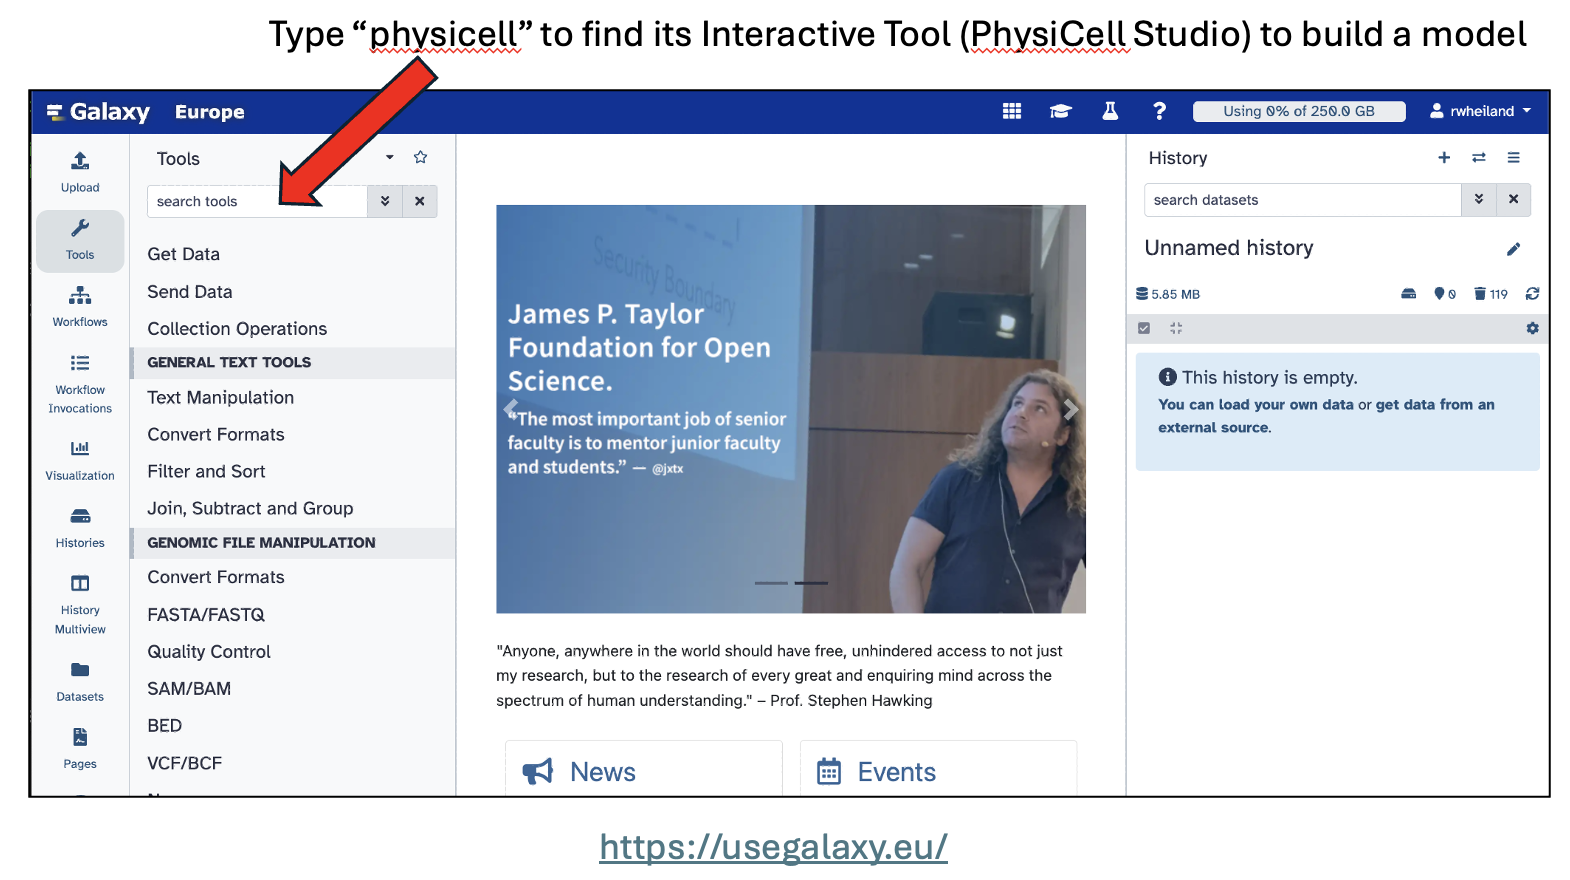 Type “physicell” to find its Interactive Tool (PhysiCell Studio) to build a model
Galaxy Europe
Using 0% of 250.0 GB
rwheiland
Upload
Tools
Workflows
Workflow
Invocations
Visualization
Histories
History
Multiview
Datasets
Pages
Tools
search tools
Get Data
Send Data
Collection Operations
GENERAL TEXT TOOLS
Text Manipulation
Convert Formats
Filter and Sort
Join, Subtract and Group
GENOMIC FILE MANIPULATION
Convert Formats
FASTA/FASTQ
Quality Control
SAM/BAM
BED
VCF/BCF
Security Boundary
James P. Taylor
Foundation for Open
Science.
“The most important job of senior
faculty is to mentor junior faculty
and students.” — @jxtx
"Anyone, anywhere in the world should have free, unhindered access to not just
my research, but to the research of every great and enquiring mind across the
spectrum of human understanding." – Prof. Stephen Hawking
News
Events
History
search datasets
Unnamed history
5.85 MB
0
119
This history is empty.
You can load your own data or get data from an
external source.
https://usegalaxy.eu/